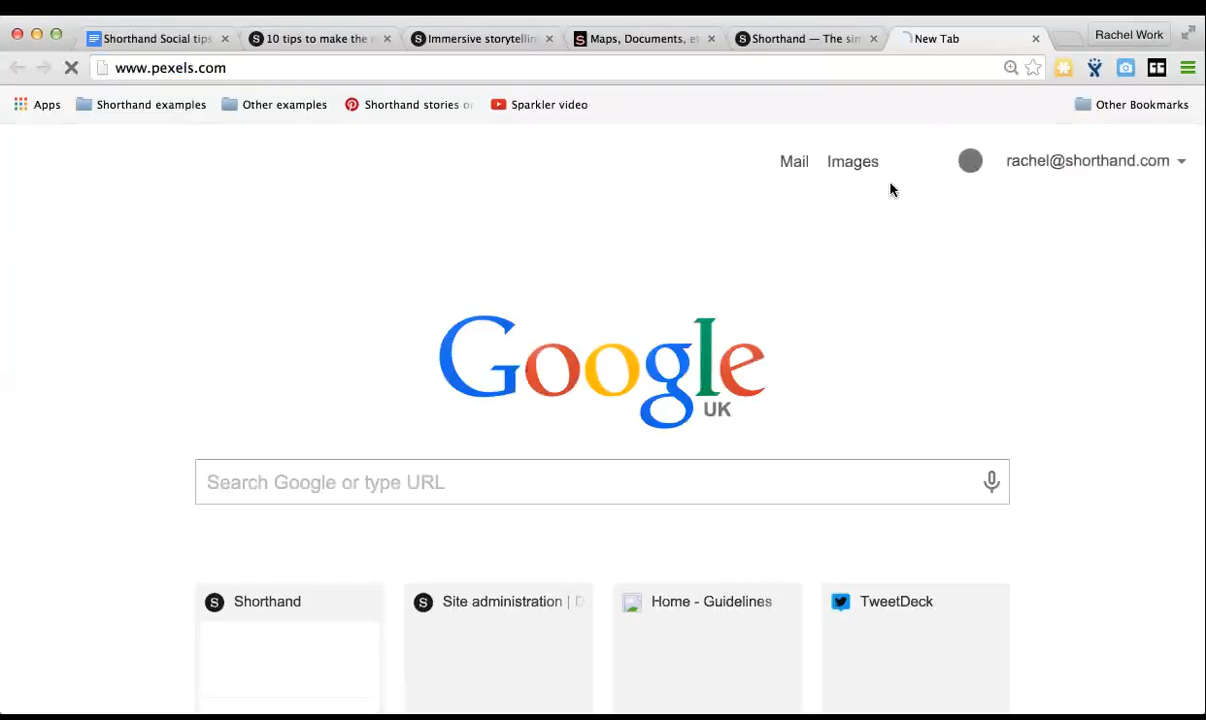 Shorthand Social tips
10 tips to make the
Immersive storytellin
Maps, Documents, e
Shorthand — The sim
New Tab
Rachel Work
www.pexels.com
Apps
Shorthand examples
Other examples
Shorthand stories o
Sparkler video
Other Bookmarks
Mail
Images
rachel@shorthand.com
Google
UK
Search Google or type URL
Shorthand
Site administration | D
Home - Guidelines
TweetDeck